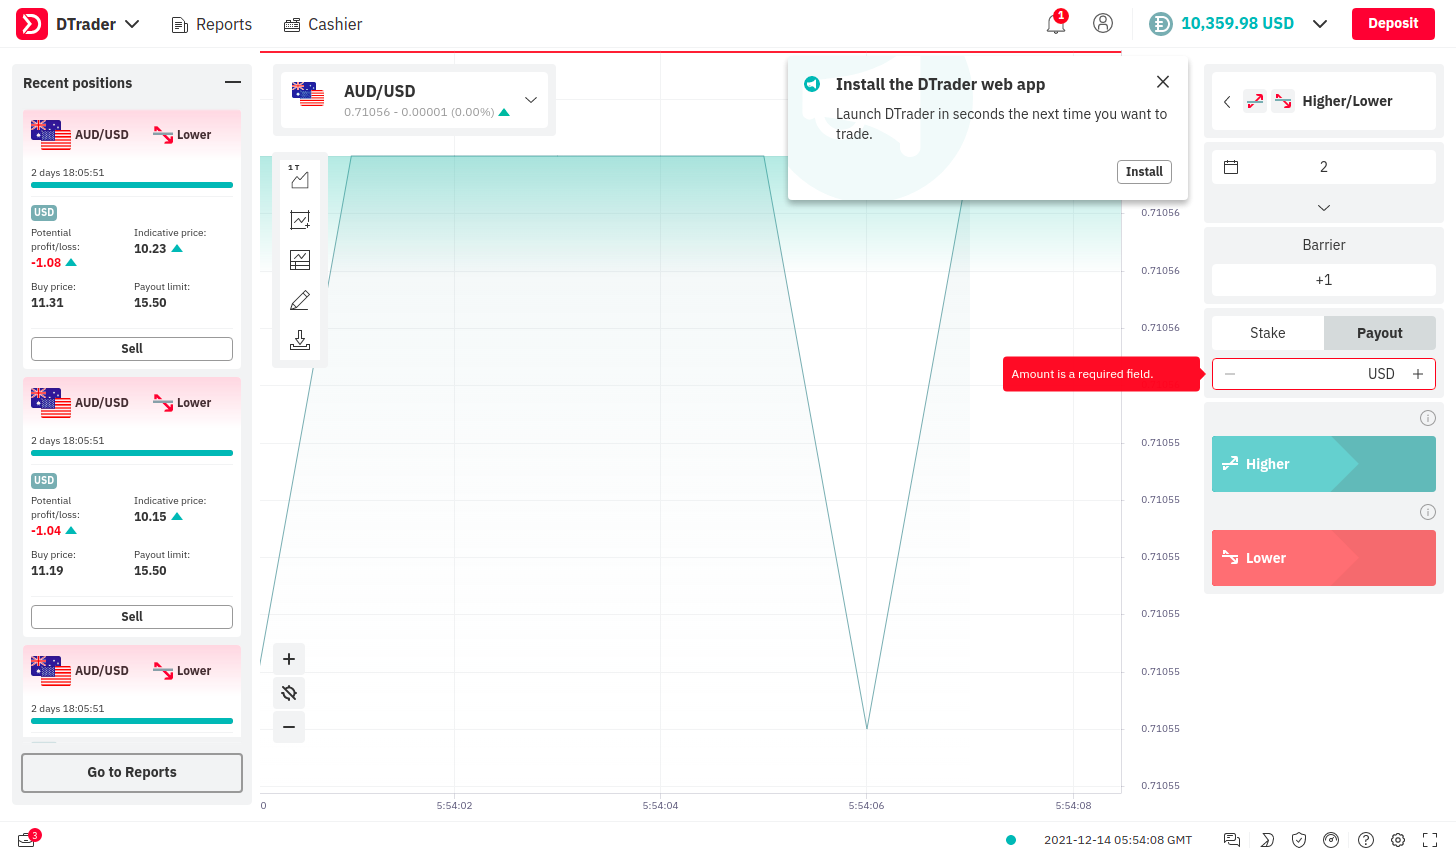 DTrader
Reports
Cashier
1
10,359.98 USD
Deposit
Recent positions
AUD/USD
Lower
2 days 18:05:51
USD
Potential
profit/loss:
Indicative price:
10.23
-1.08
Buy price:
Payout limit:
11.31
15.50
Sell
AUD/USD
Lower
2 days 18:05:51
USD
Potential
profit/loss:
Indicative price:
10.15
-1.04
Buy price:
Payout limit:
11.19
15.50
Sell
AUD/USD
Lower
2 days 18:05:51
Go to Reports
AUD/USD
0.71056 - 0.00001 (0.00%)
1 T
Install the DTrader web app
Launch DTrader in seconds the next time you want to
trade.
Install
0.71056
0.71056
0.71056
0.71055
0.71055
0.71055
0.71055
0.71055
0.71055
0.71055
0
5:54:02
5:54:04
5:54:06
5:54:08
Higher/Lower
2
Barrier
+1
Stake
Payout
Amount is a required field.
USD
Higher
Lower
3
2021-12-14 05:54:08 GMT